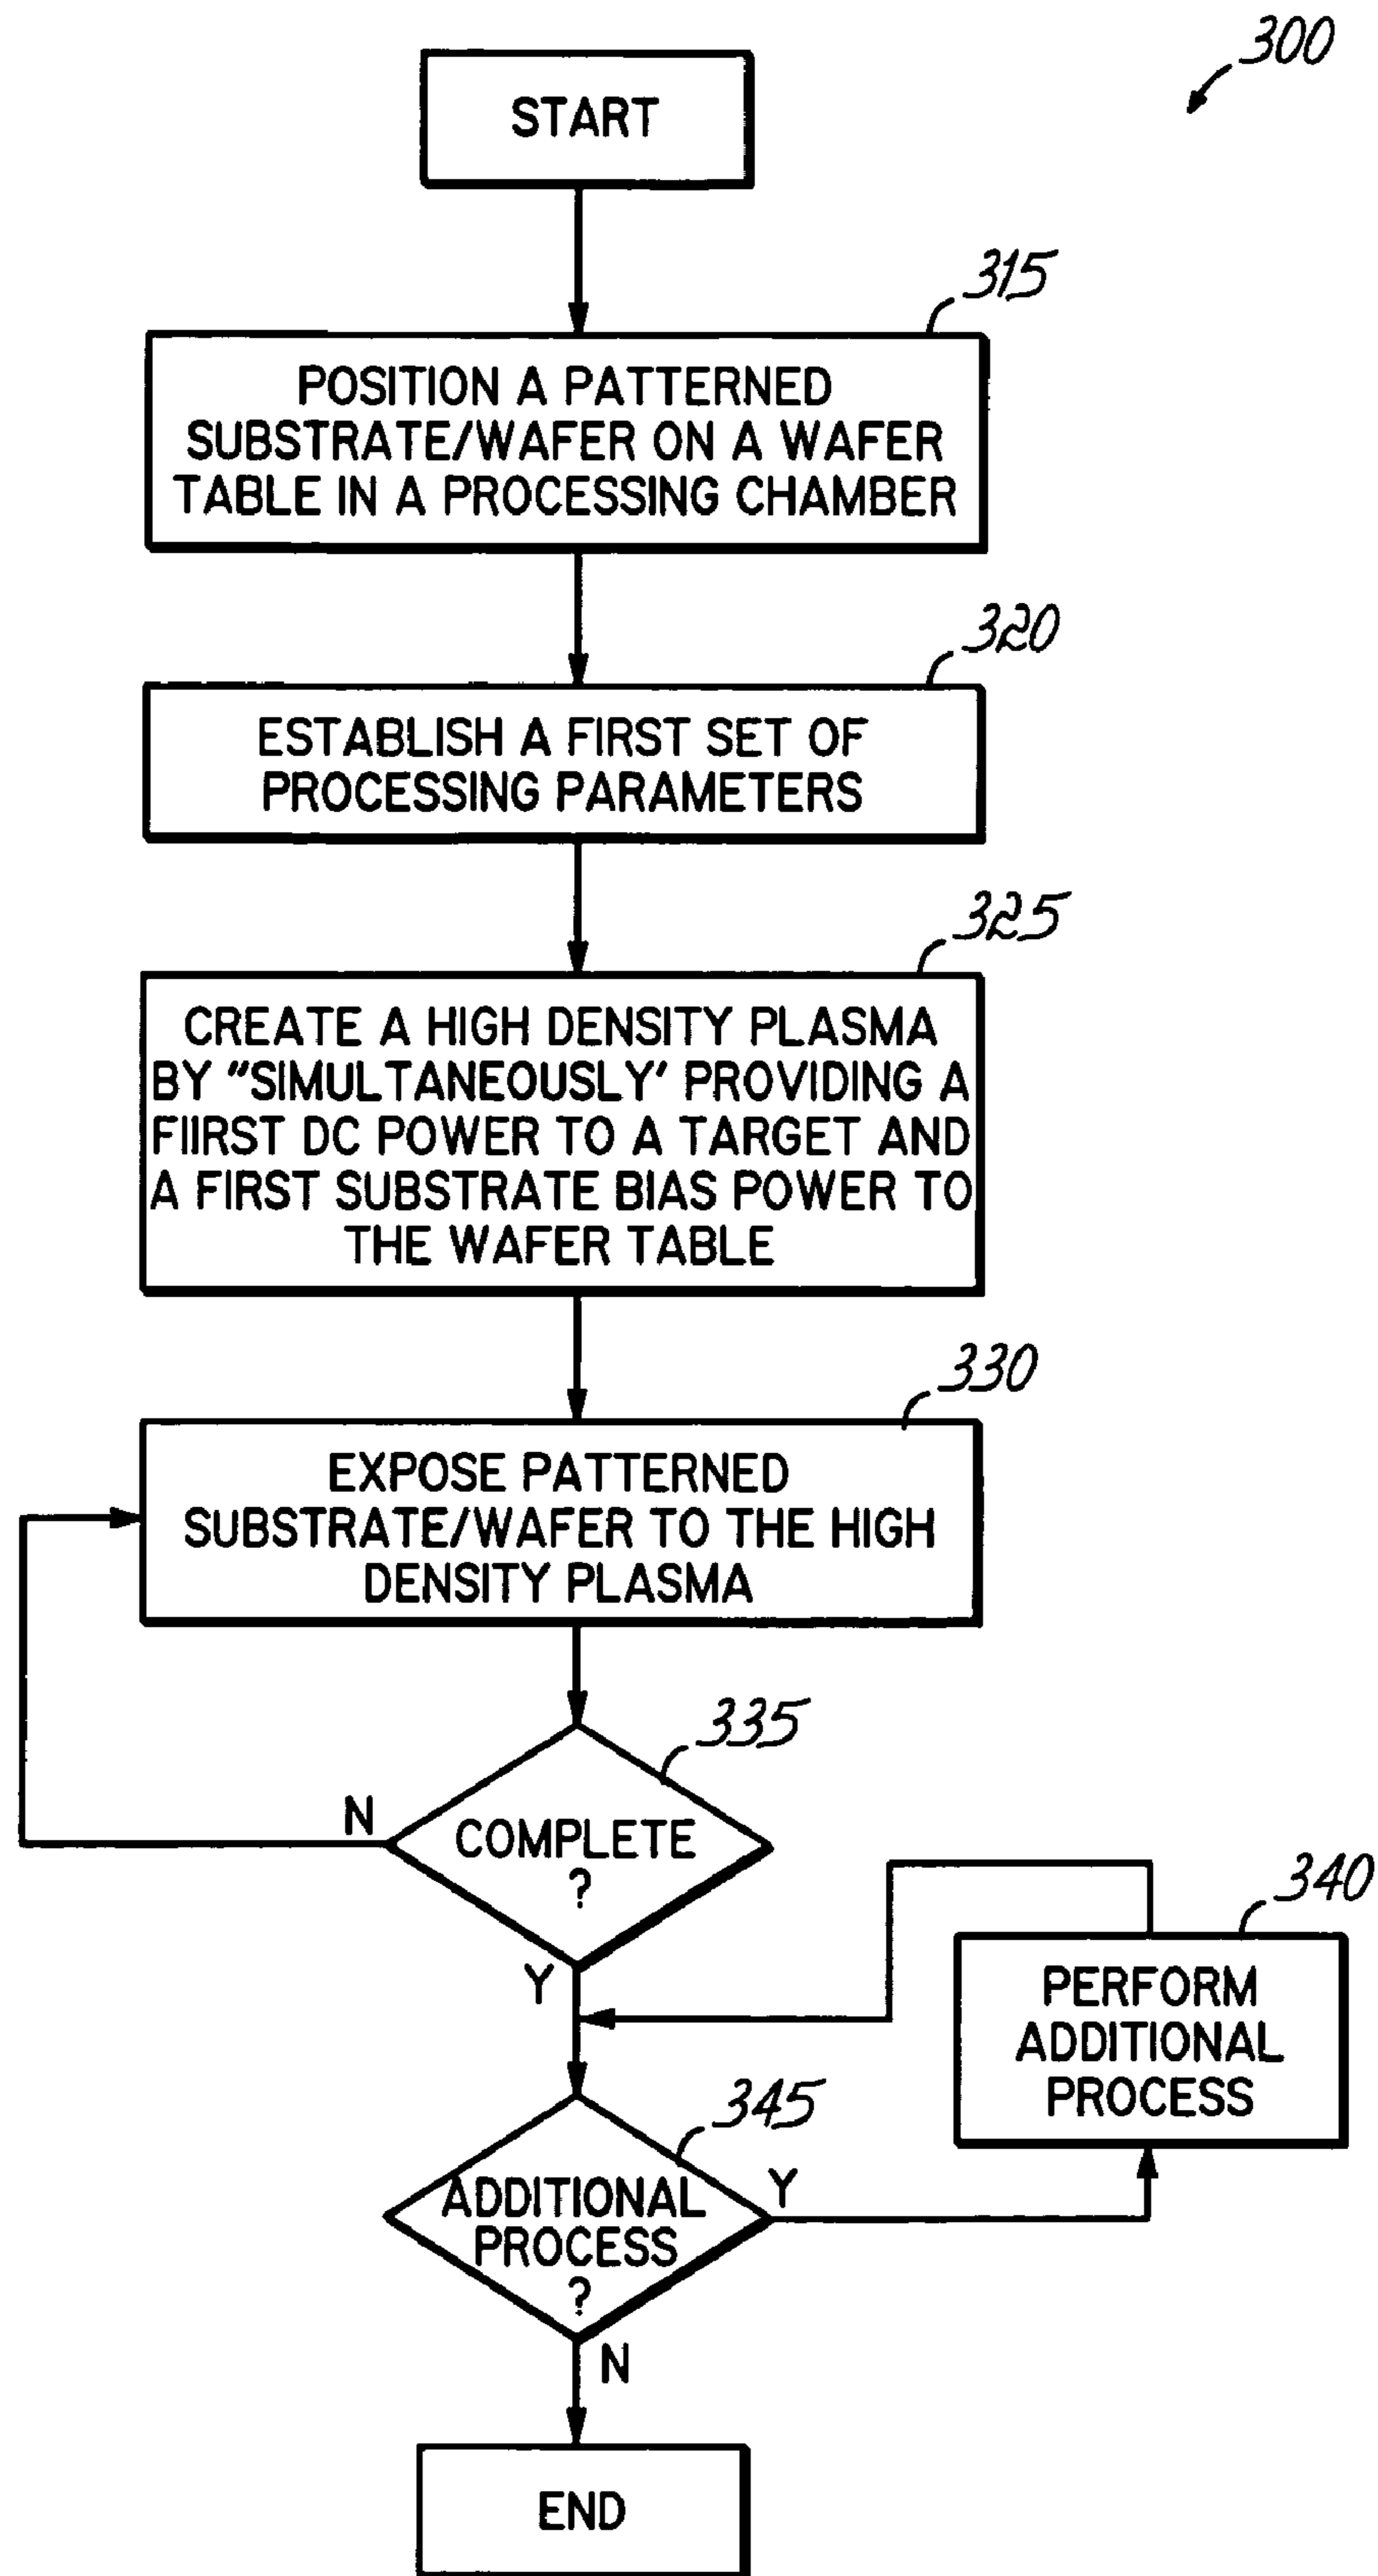 300
START
315
POSITION A PATTERNED
SUBSTRATE/WAFER ON A WAFER
TABLE IN A PROCESSING CHAMBER
320
ESTABLISH A FIRST SET OF
PROCESSING PARAMETERS
325
CREATE A HIGH DENSITY PLASMA
BY "SIMULTANEOUSLY' PROVIDING A
FIIRST DC POWER TO A TARGET AND
A FIRST SUBSTRATE BIAS POWER TO
THE WAFER TABLE
330
EXPOSE PATTERNED
SUBSTRATE/WAFER TO THE HIGH
DENSITY PLASMA
335
N
COMPLETE
?
Y
340
PERFORM
ADDITIONAL
PROCESS
345
ADDITIONAL
PROCESS
?
Y
N
END